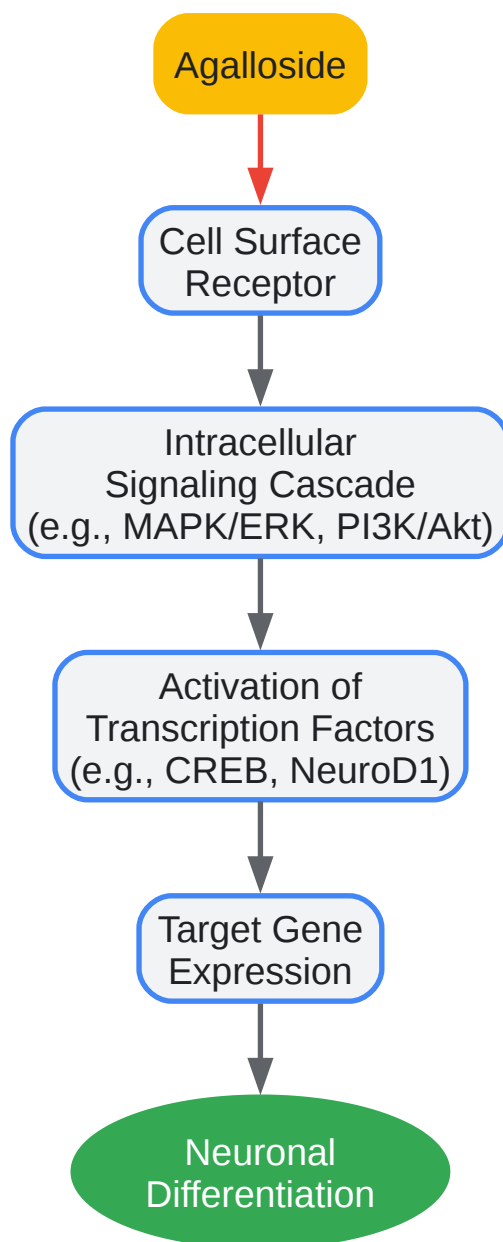 Agalloside
Cell Surface
Receptor
Intracellular
Signaling Cascade
(e.g., MAPK/ERK, PI3K/Akt)
Activation of
Transcription Factors
(e.g., CREB, NeuroD1)
Target Gene
Expression
Neuronal
Differentiation